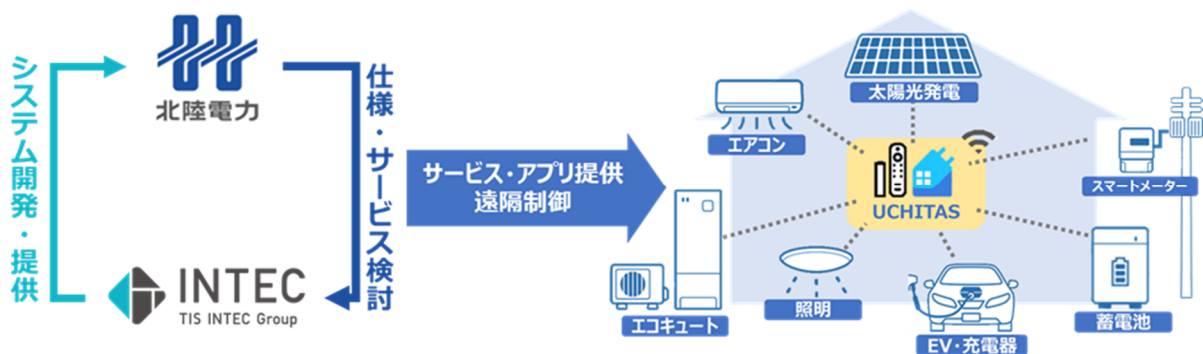 システム開発・提供
北陸電力
仕様・サービス検討
INTEC
TIS INTEC Group
サービス・アプリ提供
遠隔制御
太陽光発電
エアコン
スマートメーター
UCHITAS
エコキュート
照明
EV・充電器
蓄電池